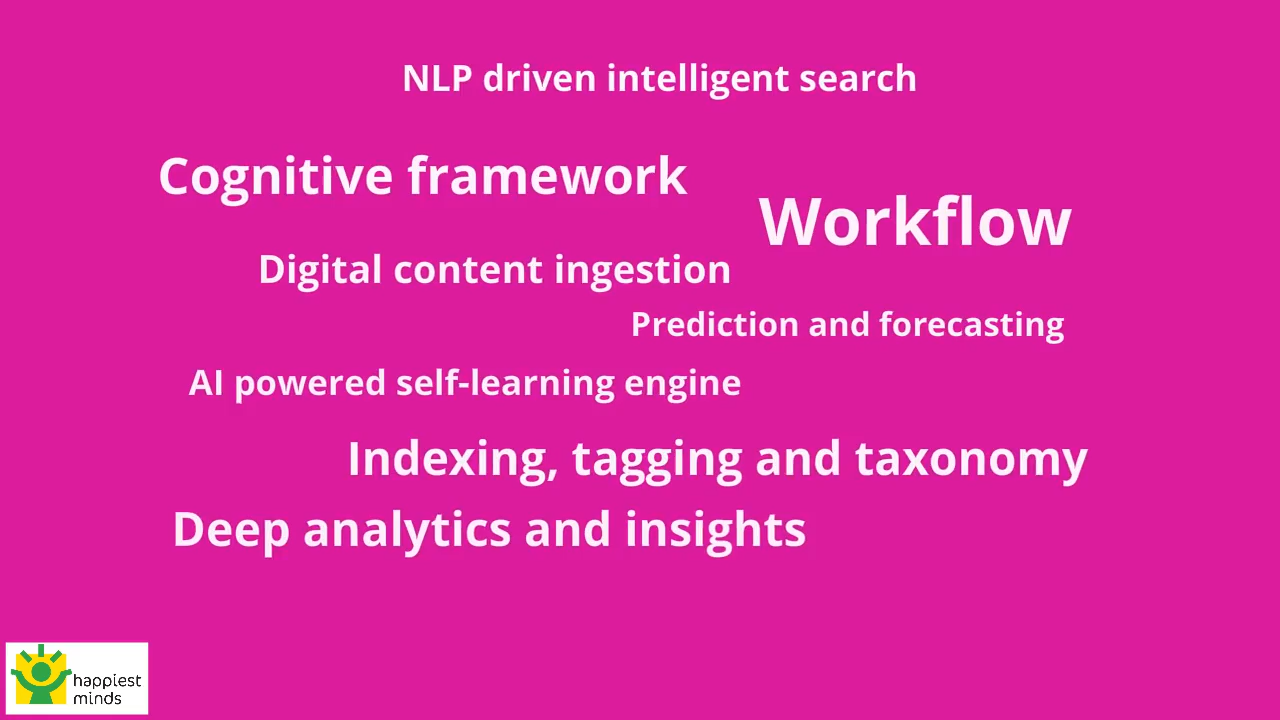 NLP driven intelligent search
Cognitive framework
Workflow
Digital content ingestion
Prediction and forecasting
AI powered self-learning engine
Indexing, tagging and taxonomy
Deep analytics and insights
happiest
minds